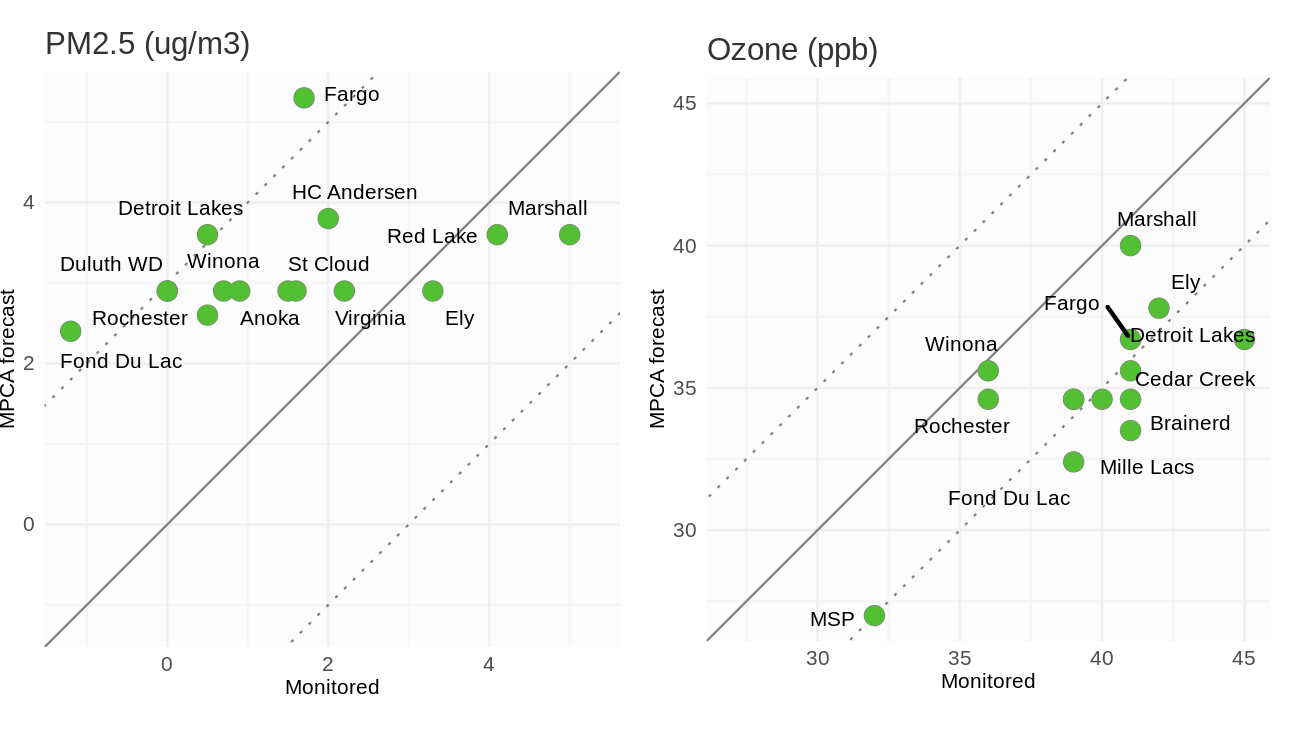 PM2.5 (ug/m3)
Fargo
HC Andersen
Detroit Lakes
Marshall
Red Lake
Duluth WD
Winona
St Cloud
Rochester
Anoka
Virginia
Ely
Fond Du Lac
4
2
0
MPCA forecast
0
2
4
Monitored
Ozone (ppb)
45
40
35
30
MPCA forecast
Marshall
Ely
Fargo
Detroit Lakes
Winona
Cedar Creek
Rochester
Brainerd
Mille Lacs
Fond Du Lac
MSP
30
35
40
45
Monitored